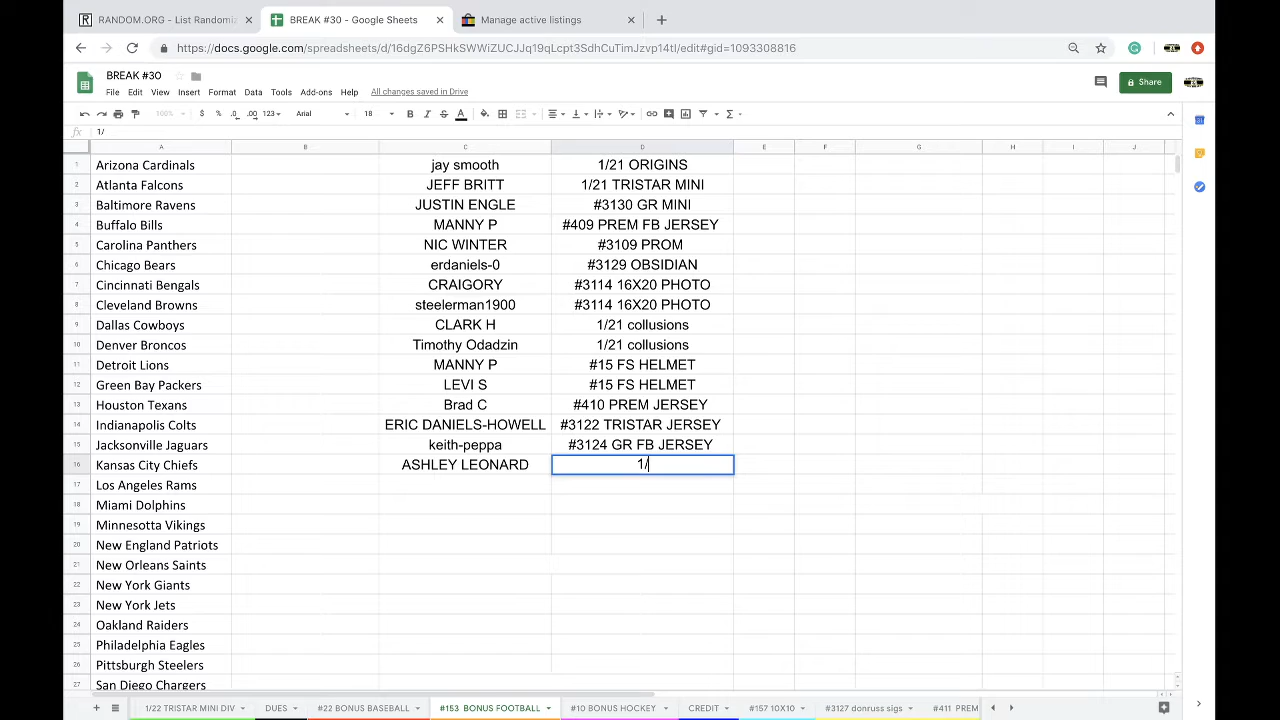 RANDOM.ORG - List Randomiz
BREAK #30 - Google Sheets
Manage active listings
https://docs.google.com/spreadsheets/d/16dgZ6PSHkSWWiZUCJJq19qLcpt3SdhCuTimJzvp14tI/edit#gid=1093308616
BREAK #30
File Edit View Insert Format Data Tools Add-ons Help All changes saved in Drive
Share
100% $ % .0 .00 123 Arial 18 B I S A
fx 1/
A B C D E F G H I J
1 Arizona Cardinals jay smooth 1/21 ORIGINS
2 Atlanta Falcons JEFF BRITT 1/21 TRISTAR MINI
3 Baltimore Ravens JUSTIN ENGLE #3130 GR MINI
4 Buffalo Bills MANNY P #409 PREM FB JERSEY
5 Carolina Panthers NIC WINTER #3109 PROM
6 Chicago Bears erdaniels-0 #3129 OBSIDIAN
7 Cincinnati Bengals CRAIGORY #3114 16X20 PHOTO
8 Cleveland Browns steelerman1900 #3114 16X20 PHOTO
9 Dallas Cowboys CLARK H 1/21 collusions
10 Denver Broncos Timothy Odadzin 1/21 collusions
11 Detroit Lions MANNY P #15 FS HELMET
12 Green Bay Packers LEVI S #15 FS HELMET
13 Houston Texans Brad C #410 PREM JERSEY
14 Indianapolis Colts ERIC DANIELS-HOWELL #3122 TRISTAR JERSEY
15 Jacksonville Jaguars keith-peppa #3124 GR FB JERSEY
16 Kansas City Chiefs ASHLEY LEONARD 1/
17 Los Angeles Rams
18 Miami Dolphins
19 Minnesota Vikings
20 New England Patriots
21 New Orleans Saints
22 New York Giants
23 New York Jets
24 Oakland Raiders
25 Philadelphia Eagles
26 Pittsburgh Steelers
27 San Diego Chargers
1/22 TRISTAR MINI DIV DUES #22 BONUS BASEBALL #153 BONUS FOOTBALL #10 BONUS HOCKEY CREDIT #157 10X10 #3127 donruss sigs #411 PREM